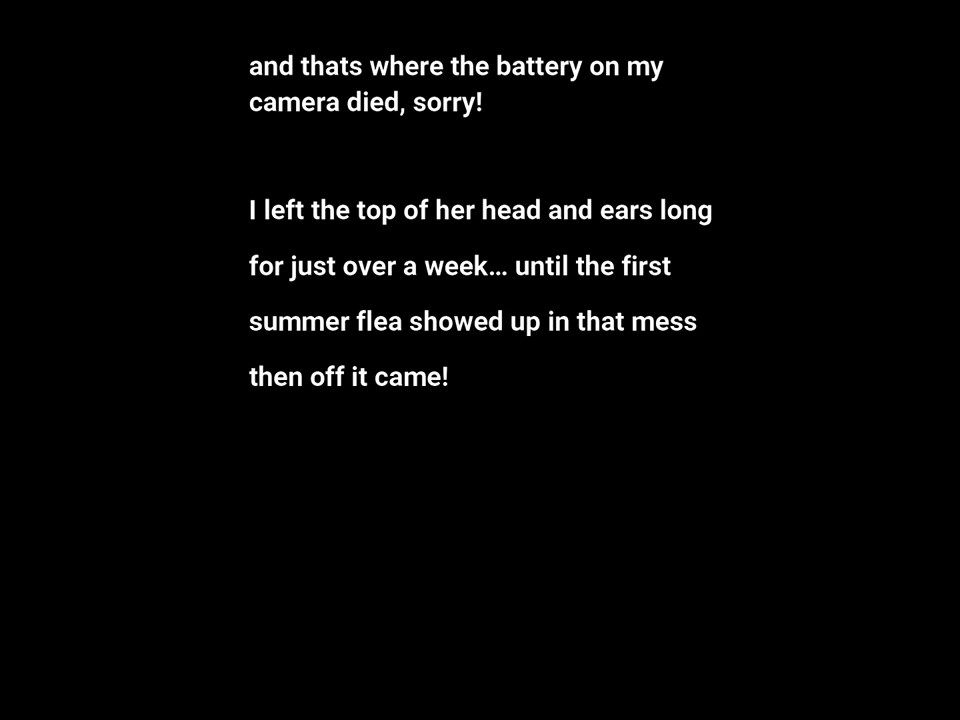 and thats where the battery on my
camera died, sorry!
I left the top of her head and ears long
for just over a week... until the first
summer flea showed up in that mess
then off it came!